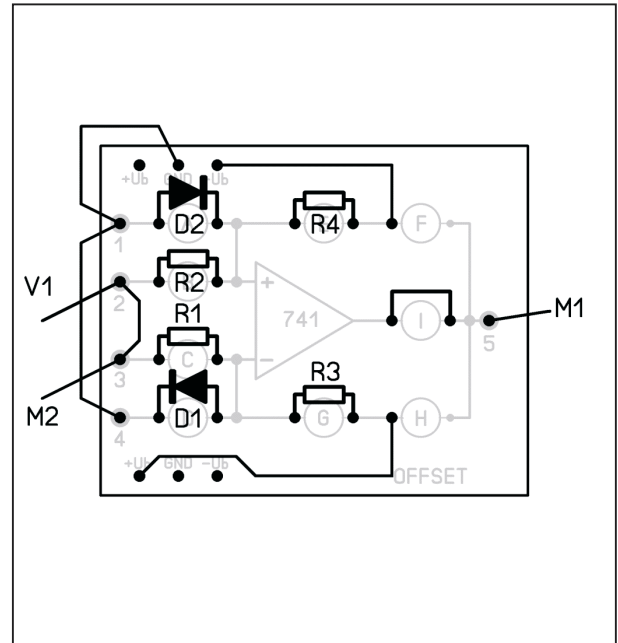 +Ub GND -Ub
D2
R4
F
1
R2
V1
2
+
R1
741
I
M1
C
-
5
3
R3
M2
D1
G
H
4
+Ub GND -Ub
OFFSET